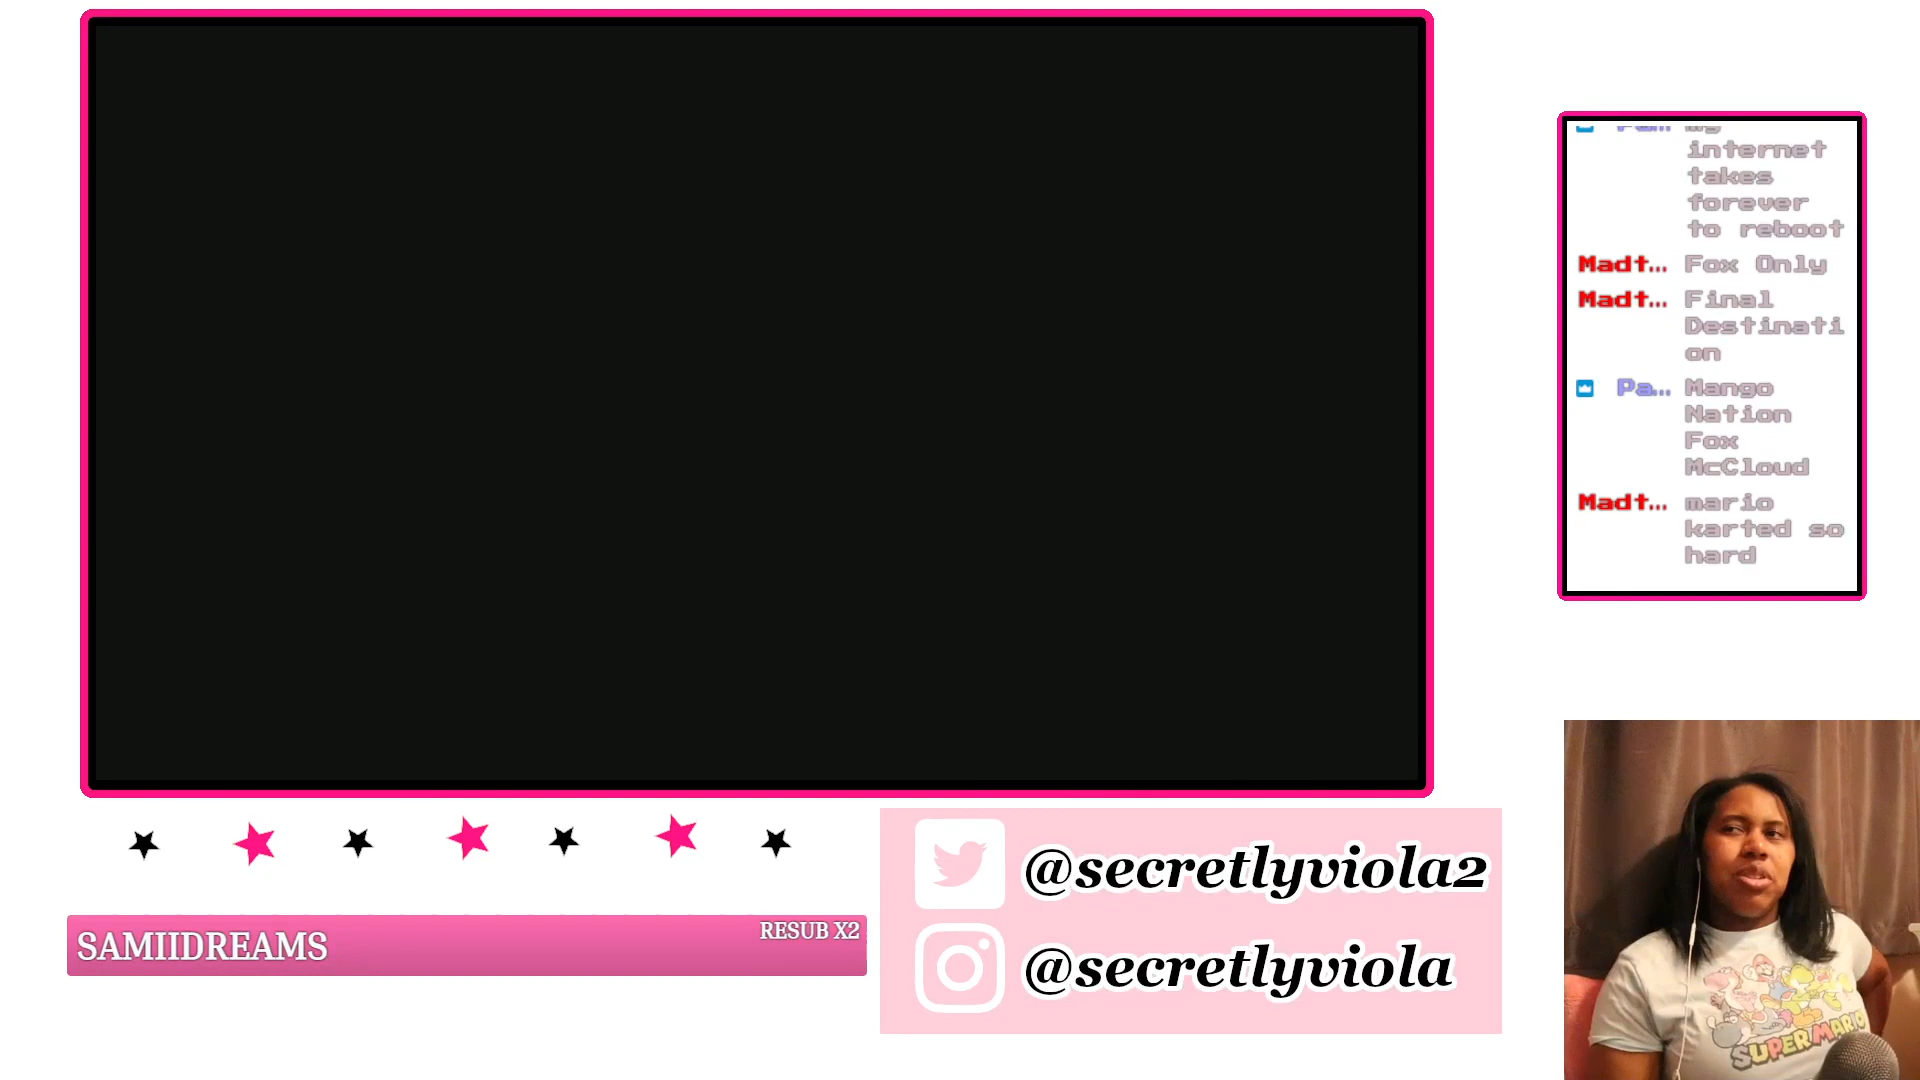 internet
takes
forever
to reboot
Madt... Fox Only
Madt... Final
Destinati
on
Pa... Mango
Nation
Fox
McCloud
Madt... mario
karted so
hard
@secretlyviola2
SAMIIDREAMS
RESUB X2
@secretlyviola
SUPER MARIO